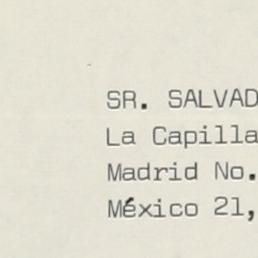 SR. SALVAD
La Capilla
Madrid No.
México 21,